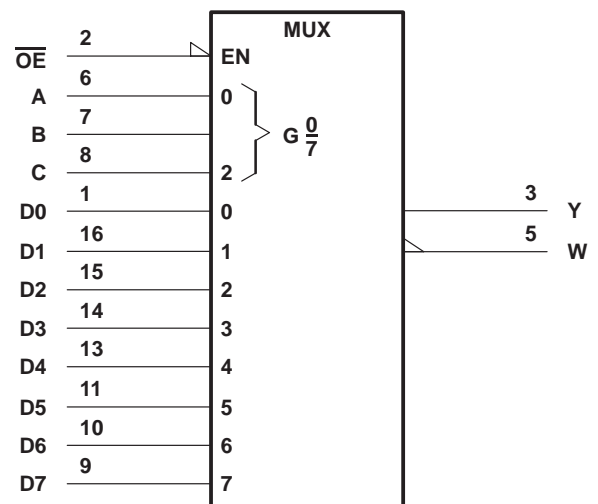 MUX
OE 2 EN
A 6 0
B 7 G 0/7
C 8 2
D0 1 0 3 Y
D1 16 1 5 W
D2 15 2
D3 14 3
D4 13 4
D5 11 5
D6 10 6
D7 9 7